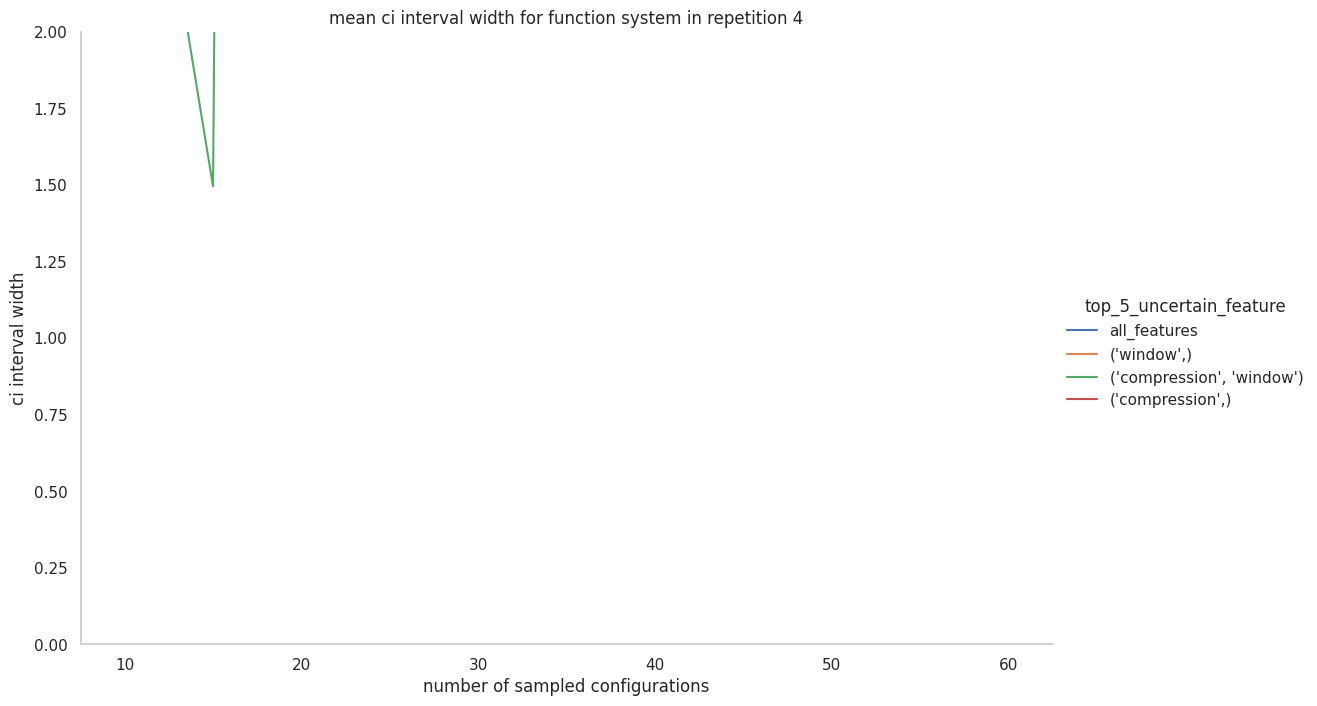 mean ci interval width for function system in repetition 4
2.00
1.75
1.50
1.25
1.00
0.75
0.50
0.25
0.00
ci interval width
10 20 30 40 50 60
number of sampled configurations
top_5_uncertain_feature
all_features
('window',)
('compression', 'window')
('compression',)